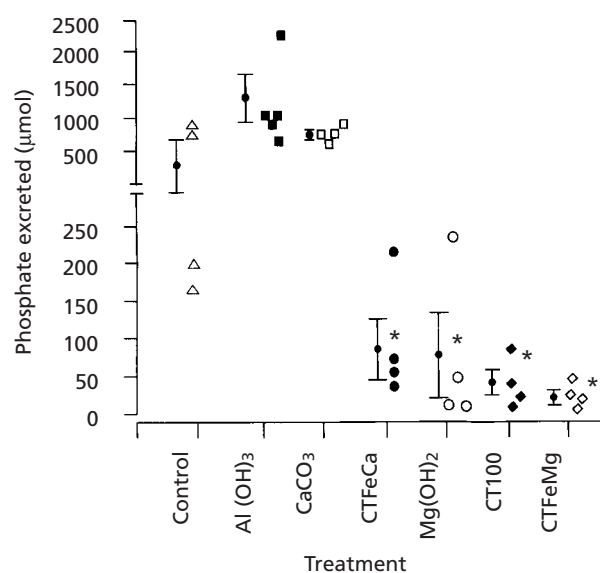 Phosphate excreted (μmol)
2500
2000
1500
1000
500
250
200
150
100
50
0
*
*
*
*
Control
Al (OH)₃
CaCO₃
CTFeCa
Mg(OH)₂
CT100
CTFeMg
Treatment